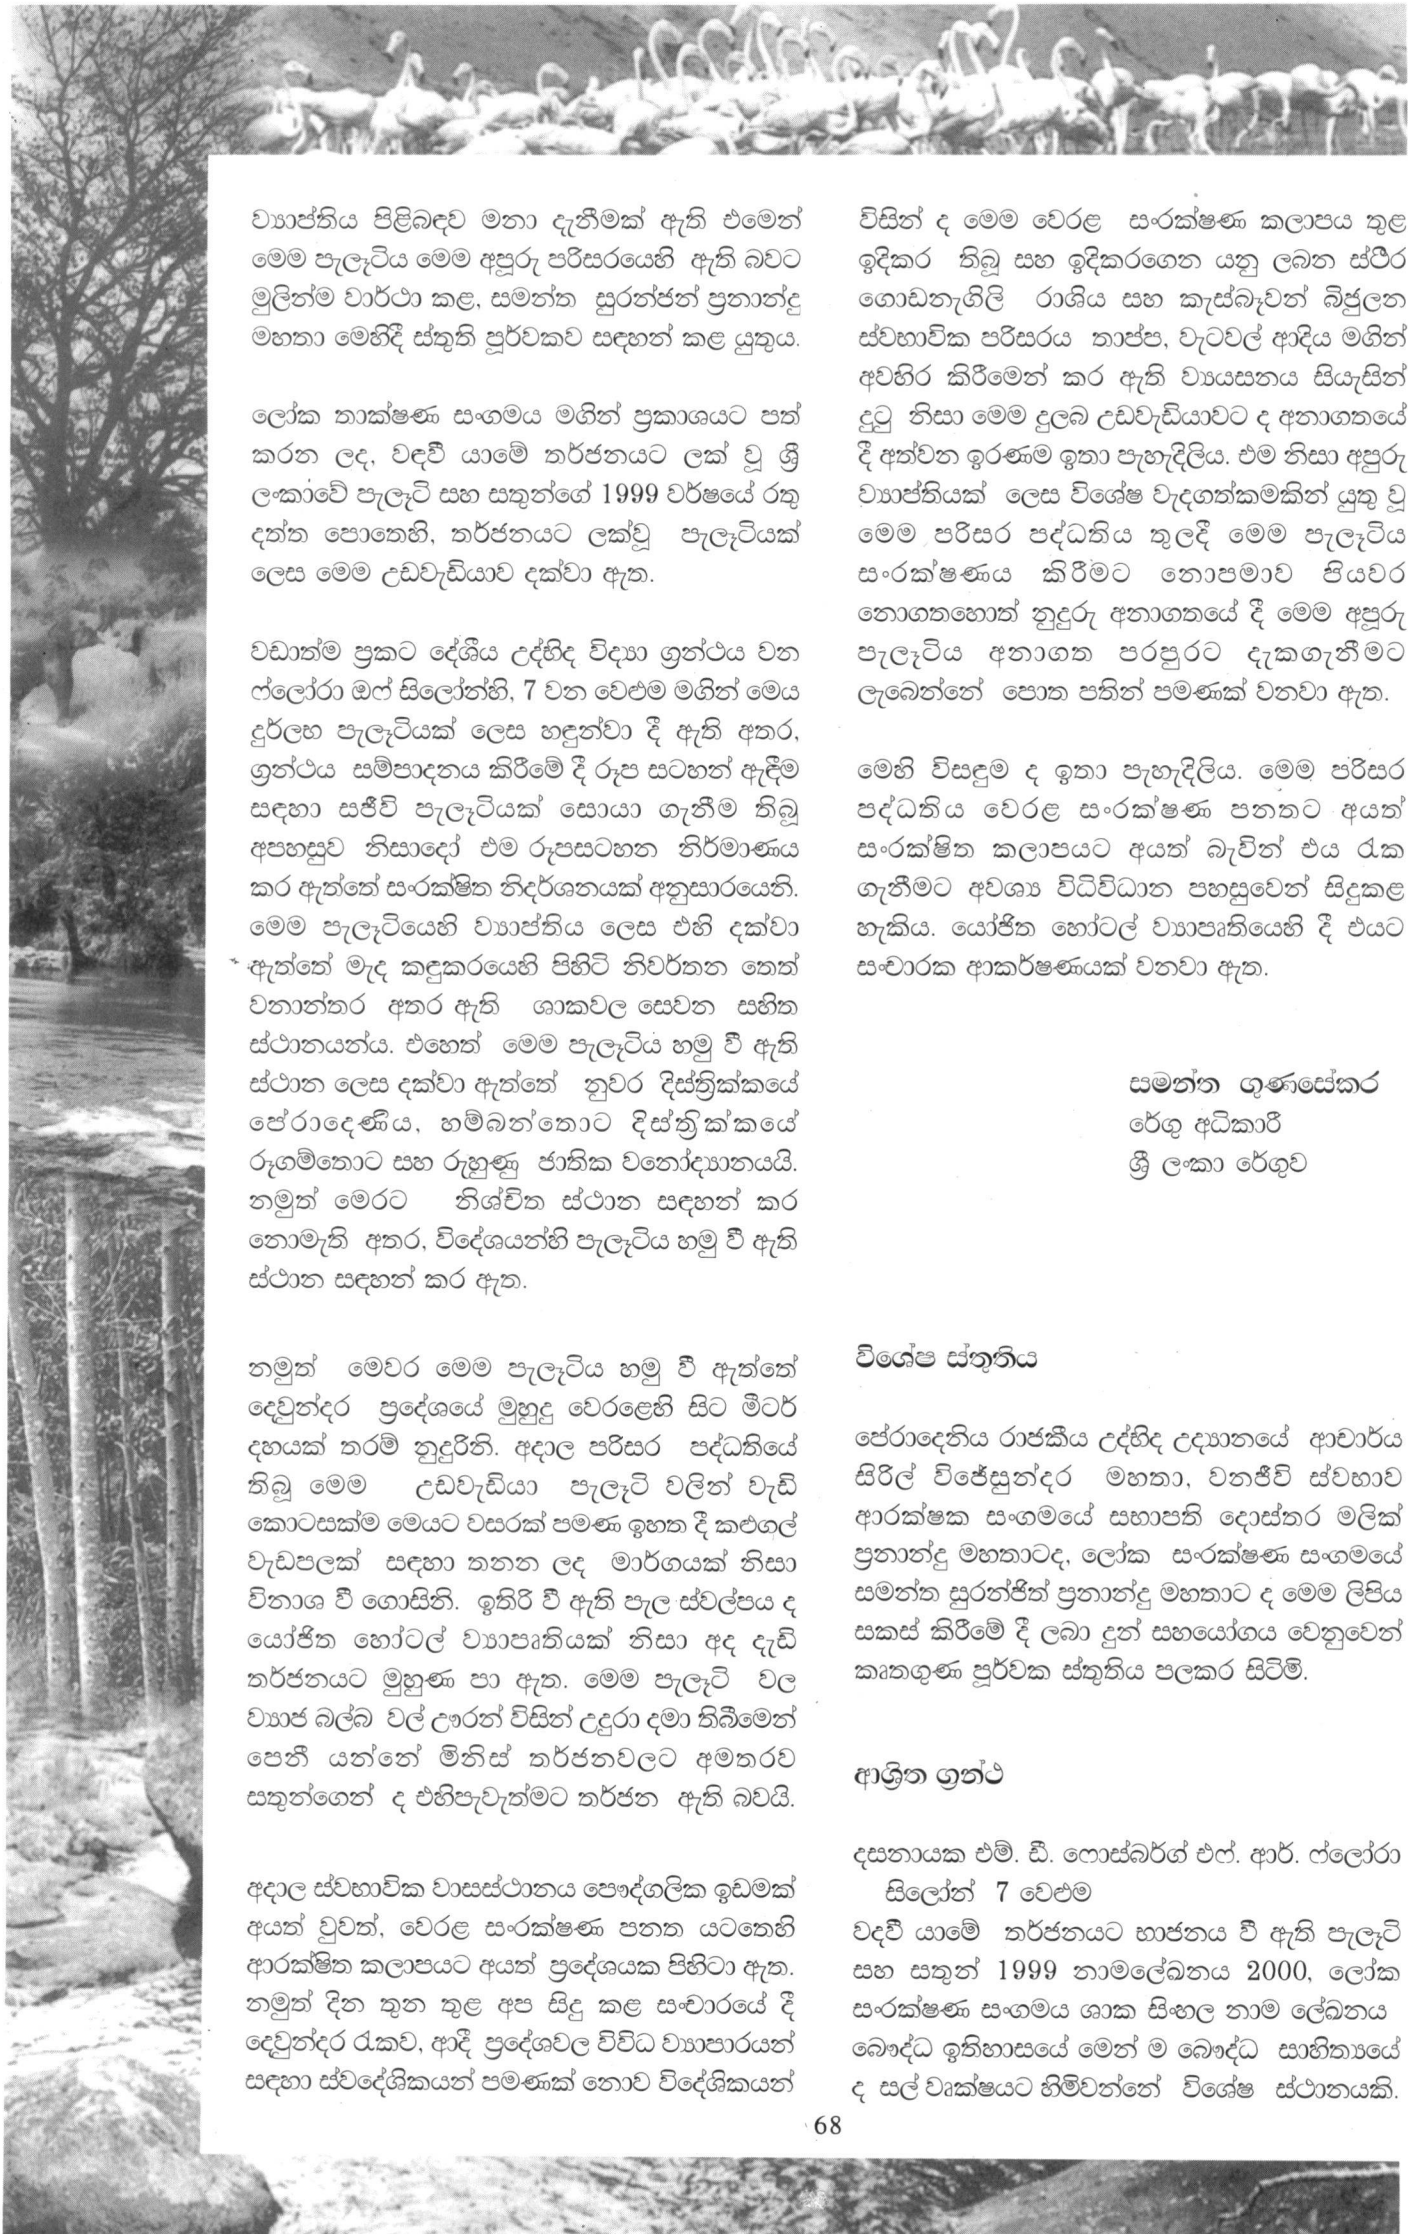 ව්‍යාප්තිය පිළිබඳව මනා දැනීමක් ඇති එමෙන්
මෙම පැලෑටිය මෙම අපූරු පරිසරයෙහි ඇති බවට
මුලින්ම වාර්ථා කළ, සමන්ත සුරන්ජන් ප්‍රනාන්දු
මහතා මෙහිදී ස්තුති පූර්වකව සඳහන් කළ යුතුය.

ලෝක තාක්ෂණ සංගමය මගින් ප්‍රකාශයට පත්
කරන ලද, වඳවී යාමේ තර්ජනයට ලක් වූ ශ්‍රී
ලංකාවේ පැලෑටි සහ සතුන්ගේ 1999 වර්ෂයේ රතු
දත්ත පොතෙහි, තර්ජනයට ලක්වූ පැලෑටියක්
ලෙස මෙම උඩවැඩියාව දක්වා ඇත.

වඩාත්ම ප්‍රකට දේශීය උද්භිද විද්‍යා ග්‍රන්ථය වන
ෆ්ලෝරා ඔෆ් සිලෝන්හි, 7 වන වෙළුම මගින් මෙය
දුර්ලභ පැලෑටියක් ලෙස හඳුන්වා දී ඇති අතර,
ග්‍රන්ථය සම්පාදනය කිරීමේ දී රූප සටහන් ඇඳීම
සඳහා සජීවි පැලෑටියක් සොයා ගැනීම තිබූ
අපහසුව නිසාදෝ එම රූපසටහන නිර්මාණය
කර ඇත්තේ සංරක්ෂිත නිදර්ශනයක් අනුසාරයෙනි.
මෙම පැලෑටියෙහි ව්‍යාප්තිය ලෙස එහි දක්වා
ඇත්තේ මැද කඳුකරයෙහි පිහිටි නිවර්තන තෙත්
වනාන්තර අතර ඇති ශාකවල සෙවන සහිත
ස්ථානයන්ය. එහෙත් මෙම පැලෑටිය හමු වී ඇති
ස්ථාන ලෙස දක්වා ඇත්තේ නුවර දිස්ත්‍රික්කයේ
පේරාදෙණිය, හම්බන්තොට දිස්ත්‍රික්කයේ
රූගම්තොට සහ රුහුණු ජාතික වනෝද්‍යානයයි.
නමුත් මෙරට නිශ්චිත ස්ථාන සඳහන් කර
නොමැති අතර, විදේශයන්හි පැලෑටිය හමු වී ඇති
ස්ථාන සඳහන් කර ඇත.

නමුත් මෙවර මෙම පැලෑටිය හමු වී ඇත්තේ
දෙවුන්දර ප්‍රදේශයේ මුහුදු වෙරළෙහි සිට මීටර්
දහයක් තරම් නුදුරිනි. අදාල පරිසර පද්ධතියේ
තිබූ මෙම උඩවැඩියා පැලෑටි වලින් වැඩි
කොටසක්ම මෙයට වසරක් පමණ ඉහත දී කළුගල්
වැඩපලක් සඳහා තනන ලද මාර්ගයක් නිසා
විනාශ වී ගොසිනි. ඉතිරි වී ඇති පැල ස්වල්පය ද
යෝජිත හෝටල් ව්‍යාපෘතියක් නිසා අද දැඩි
තර්ජනයට මුහුණ පා ඇත. මෙම පැලෑටි වල
ව්‍යාජ බල්බ වල් ඌරන් විසින් උදුරා දමා තිබීමෙන්
පෙනී යන්නේ මිනිස් තර්ජනවලට අමතරව
සතුන්ගෙන් ද එහිපැවැත්මට තර්ජන ඇති බවයි.

අදාල ස්වභාවික වාසස්ථානය පෞද්ගලික ඉඩමක්
අයත් වුවත්, වෙරළ සංරක්ෂණ පනත යටතෙහි
ආරක්ෂිත කලාපයට අයත් ප්‍රදේශයක පිහිටා ඇත.
නමුත් දින තුන තුළ අප සිදු කළ සංචාරයේ දී
දෙවුන්දර රැකව, ආදී ප්‍රදේශවල විවිධ ව්‍යාපාරයන්
සඳහා ස්වදේශිකයන් පමණක් නොව විදේශිකයන්

විසින් ද මෙම වෙරළ සංරක්ෂණ කලාපය තුළ
ඉදිකර තිබූ සහ ඉදිකරගෙන යනු ලබන ස්ථීර
ගොඩනැගිලි රාශිය සහ කැස්බෑවන් බිජුලන
ස්වභාවික පරිසරය තාප්ප, වැටවල් ආදිය මගින්
අවහිර කිරීමෙන් කර ඇති ව්‍යසනය සියැසින්
දුටු නිසා මෙම දුලබ උඩවැඩියාවට ද අනාගතයේ
දී අත්වන ඉරණම ඉතා පැහැදිලිය. එම නිසා අපුරු
ව්‍යාප්තියක් ලෙස විශේෂ වැදගත්කමකින් යුතු වූ
මෙම පරිසර පද්ධතිය තුලදී මෙම පැලෑටිය
සංරක්ෂණය කිරීමට නොපමාව පියවර
නොගතහොත් නුදුරු අනාගතයේ දී මෙම අපූරු
පැලෑටිය අනාගත පරපුරට දැකගැනීමට
ලැබෙන්නේ පොත පතින් පමණක් වනවා ඇත.

මෙහි විසඳුම ද ඉතා පැහැදිලිය. මෙම පරිසර
පද්ධතිය වෙරළ සංරක්ෂණ පනතට අයත්
සංරක්ෂිත කලාපයට අයත් බැවින් එය රැක
ගැනීමට අවශ්‍ය විධිවිධාන පහසුවෙන් සිදුකළ
හැකිය. යෝජිත හෝටල් ව්‍යාපෘතියෙහි දී එයට
සංචාරක ආකර්ෂණයක් වනවා ඇත.

සමන්ත ගුණසේකර
රේගු අධිකාරී
ශ්‍රී ලංකා රේගුව

විශේෂ ස්තුතිය

පේරාදෙනිය රාජකීය උද්භිද උද්‍යානයේ ආචාර්ය
සිරිල් විජේසුන්දර මහතා, වනජීවි ස්වභාව
ආරක්ෂක සංගමයේ සභාපති දොස්තර මලික්
ප්‍රනාන්දු මහතාටද, ලෝක සංරක්ෂණ සංගමයේ
සමන්ත සුරන්ජිත් ප්‍රනාන්දු මහතාට ද මෙම ලිපිය
සකස් කිරීමේ දී ලබා දුන් සහයෝගය වෙනුවෙන්
කෘතගුණ පූර්වක ස්තුතිය පලකර සිටිමි.

ආශ්‍රිත ග්‍රන්ථ

දසනායක එම්. ඩී. ෆොස්බර්ග් එෆ්. ආර්. ෆ්ලෝරා
සිලෝන් 7 වෙළුම
වදවී යාමේ තර්ජනයට භාජනය වී ඇති පැලෑටි
සහ සතුන් 1999 නාමලේඛනය 2000, ලෝක
සංරක්ෂණ සංගමය ශාක සිංහල නාම ලේඛනය
බෞද්ධ ඉතිහාසයේ මෙන් ම බෞද්ධ සාහිත්‍යයේ
ද සල් වෘක්ෂයට හිමිවන්නේ විශේෂ ස්ථානයකි.

68